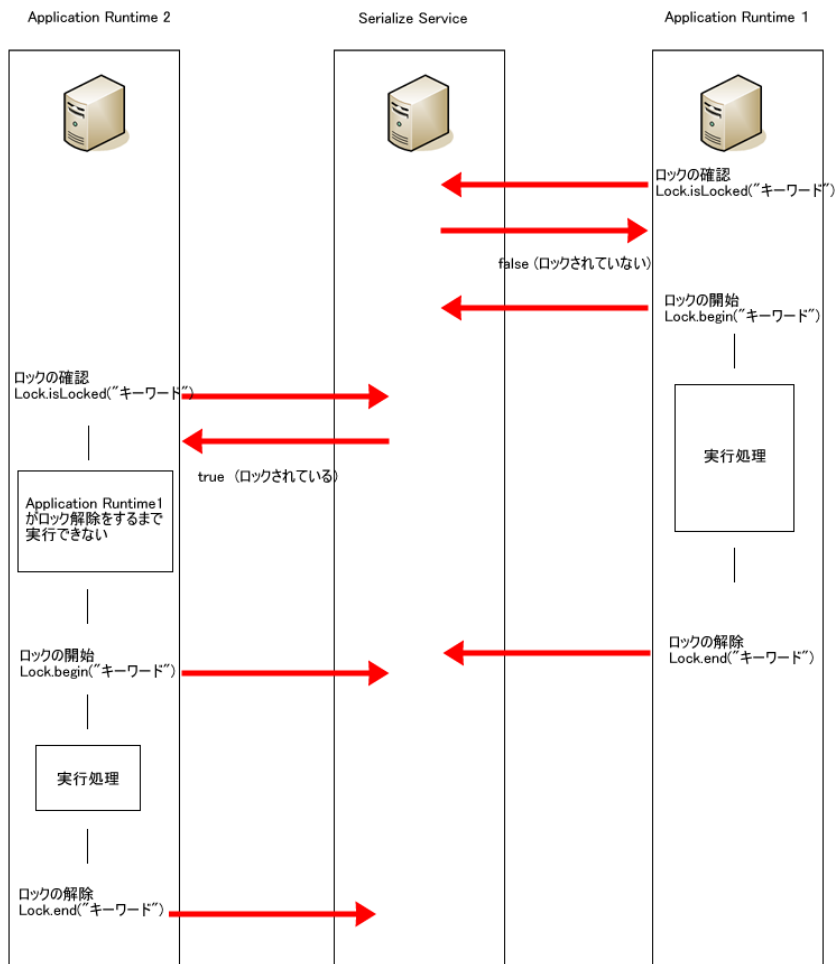 Application Runtime 2
Serialize Service
Application Runtime 1
ロックの確認
Lock.isLocked("キーワード")
false (ロックされていない)
ロックの開始
Lock.begin("キーワード")
ロックの確認
Lock.isLocked("キーワード")
true (ロックされている)
実行処理
Application Runtime1
がロック解除をするまで
実行できない
ロックの解除
Lock.end("キーワード")
ロックの開始
Lock.begin("キーワード")
実行処理
ロックの解除
Lock.end("キーワード")